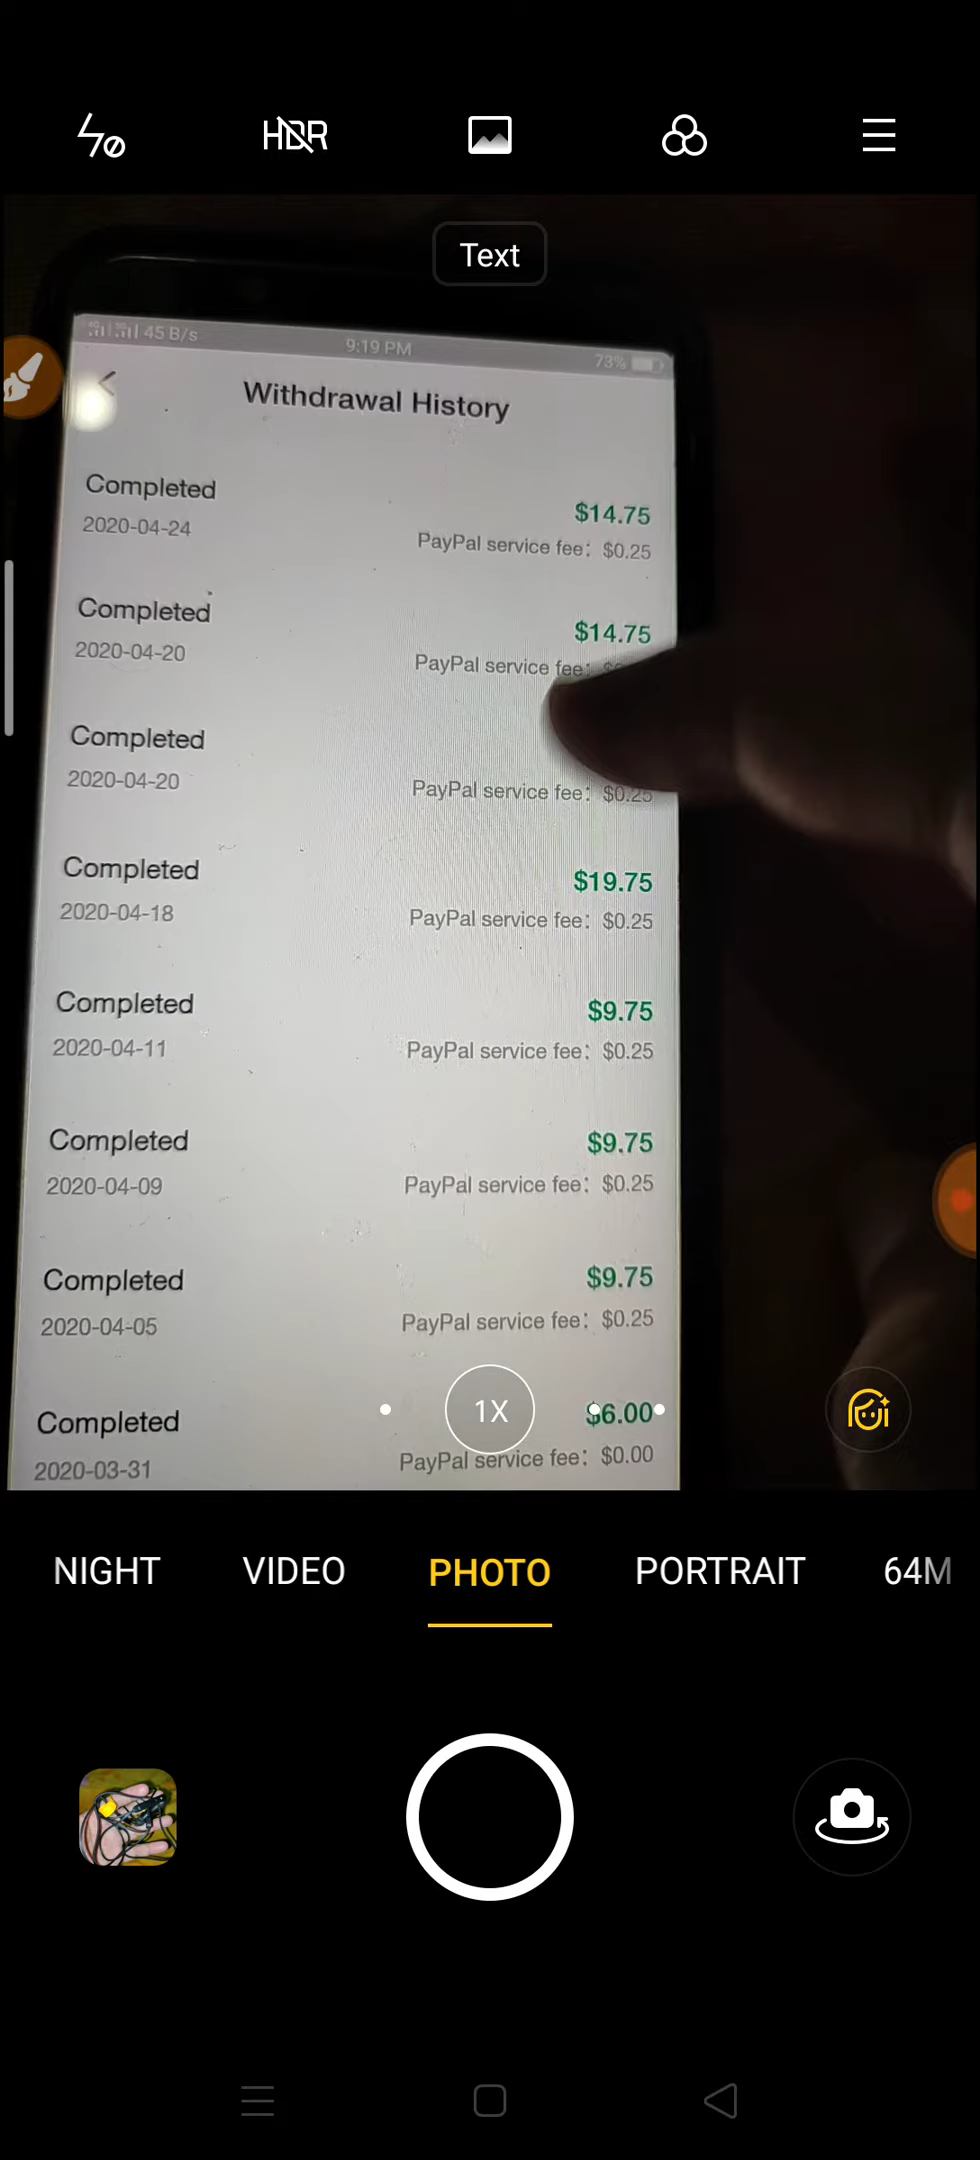 HDR
Text
45 B/s 9:19 PM 73%
Withdrawal History
Completed
$14.75
2020-04-24
PayPal service fee: $0.25
Completed
$14.75
2020-04-20
PayPal service fee:
Completed
2020-04-20
PayPal service fee: $0.25
Completed
$19.75
2020-04-18
PayPal service fee: $0.25
Completed
$9.75
2020-04-11
PayPal service fee: $0.25
Completed
$9.75
2020-04-09
PayPal service fee: $0.25
Completed
$9.75
2020-04-05
PayPal service fee: $0.25
Completed
1X
$6.00
2020-03-31
PayPal service fee: $0.00
NIGHT VIDEO PHOTO PORTRAIT 64M